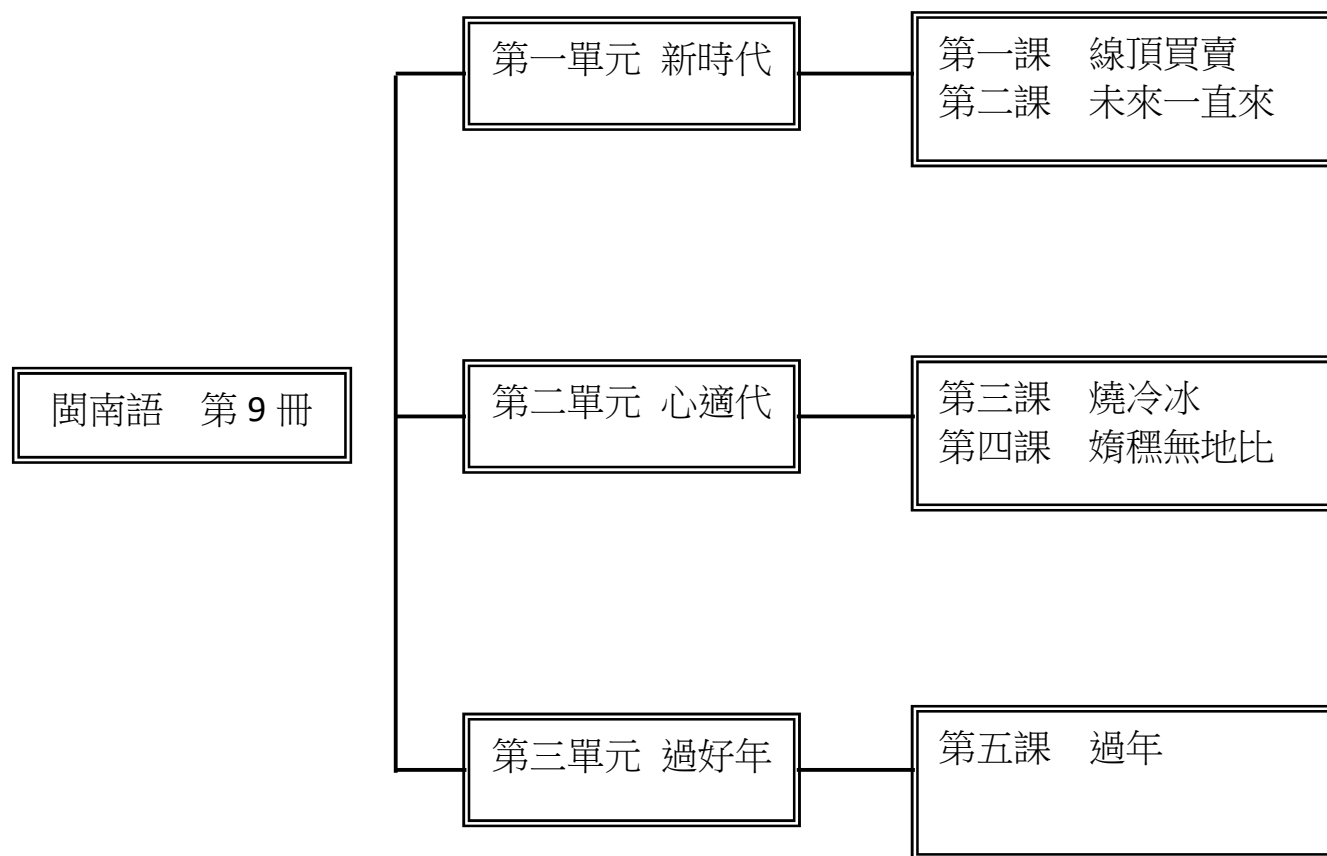 閩南語　第 9 冊
第一單元 新時代
第一課　線頂買賣
第二課　未來一直來
第二單元 心適代
第三課　燒冷冰
第四課　媠穤無地比
第三單元 過好年
第五課　過年